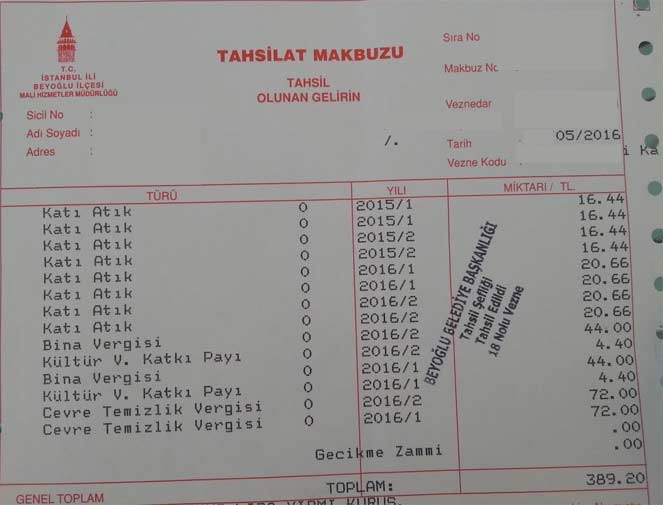 T.C.
İSTANBUL İLİ
BEYOĞLU İLÇESİ
MALİ HİZMETLER MÜDÜRLÜĞÜ
TAHSİLAT MAKBUZU
TAHSİL
OLUNAN GELİRİN
Sıra No
Makbuz No
Veznedar
Sicil No :
Adı Soyadı :
Adres :
/.
Tarih 05/2016
Vezne Kodu :
i Ka
TÜRÜ YILI MİKTARI / TL.
Katı Atık 0 2015/1 16.44
Katı Atık 0 2015/1 16.44
Katı Atık 0 2015/2 16.44
Katı Atık 0 2015/2 16.44
Katı Atık 0 2016/1 20.66
Katı Atık 0 2016/1 20.66
Katı Atık 0 2016/2 20.66
Katı Atık 0 2016/2 20.66
Bina Vergisi 0 2016/2 44.00
Kültür V. Katkı Payı 0 2016/2 4.40
Bina Vergisi 0 2016/1 44.00
Kültür V. Katkı Payı 0 2016/1 4.40
Cevre Temizlik Vergisi 0 2016/2 72.00
Cevre Temizlik Vergisi 0 2016/1 72.00
.00
Gecikme Zammi .00
BEYOĞLU BELEDİYE BAŞKANLIĞI
Tahsil Şefliği
Tahsil Edildi
18 Nolu Vezne
GENEL TOPLAM TOPLAM: 389.20